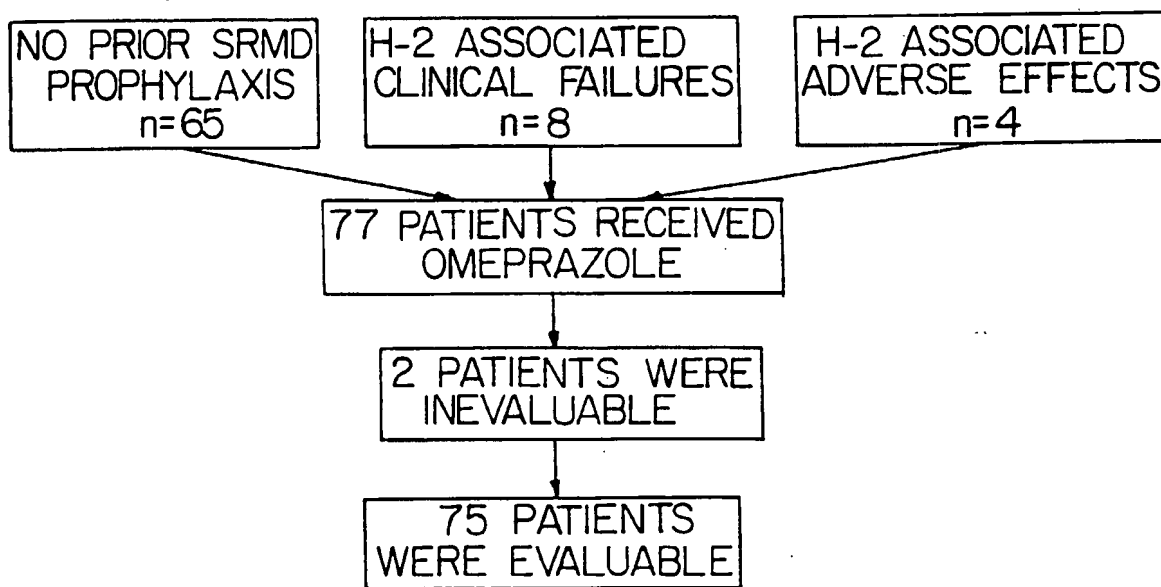 NO PRIOR SRMD
PROPHYLAXIS
n=65
H-2 ASSOCIATED
CLINICAL FAILURES
n=8
H-2 ASSOCIATED
ADVERSE EFFECTS
n=4
77 PATIENTS RECEIVED
OMEPRAZOLE
2 PATIENTS WERE
INEVALUABLE
75 PATIENTS
WERE EVALUABLE